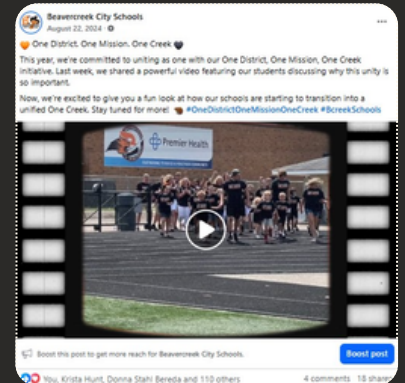 Beavercreek City Schools
August 22, 2024
One District. One Mission. One Creek
This year, we're committed to uniting as one with our One District, One Mission, One Creek
initiative. Last week, we shared a powerful video featuring our students discussing why this unity is
so important.
Now, we're excited to give you a fun look at how our schools are starting to transition into a
unified One Creek. Stay tuned for more! #OneDistrictOneMissionOneCreek #BcreekSchools
Premier Health
Boost this post to get more reach for Beavercreek City Schools.
Boost post
You, Krista Hunt, Donna Stahl Bereda and 110 others
4 comments 18 shares